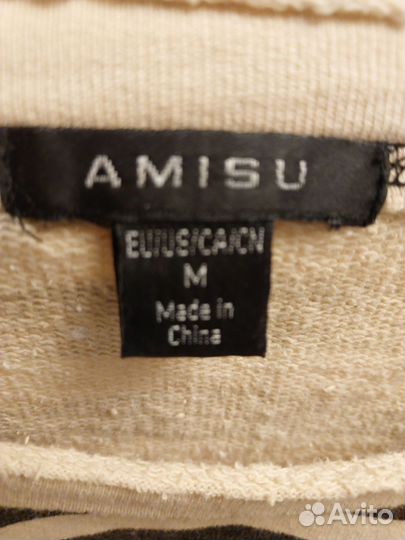 AMISU
EU/US/CA/CN
M
Made in
China
Avito